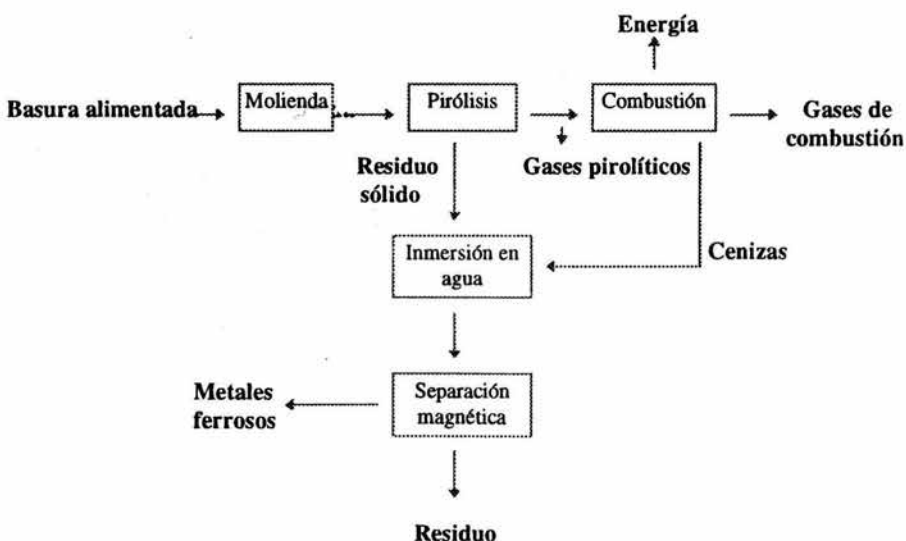 Energía
Basura alimentada
Molienda
Pirólisis
Combustión
Gases de
combustión
Residuo
sólido
Gases pirolíticos
Inmersión en
agua
Cenizas
Metales
ferrosos
Separación
magnética
Residuo